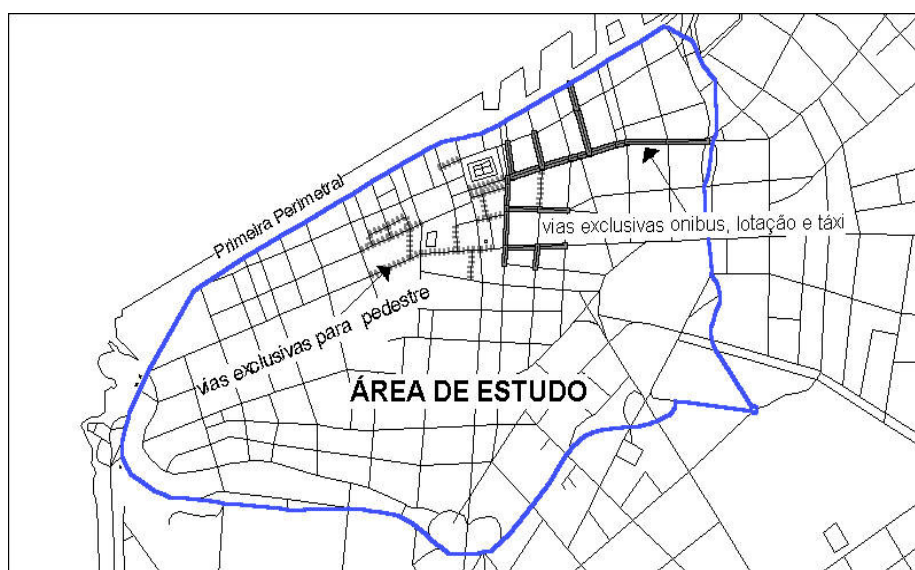 Primeira Perimetral
vias exclusivas onibus, lotação e táxi
vias exclusivas para pedestre
ÁREA DE ESTUDO